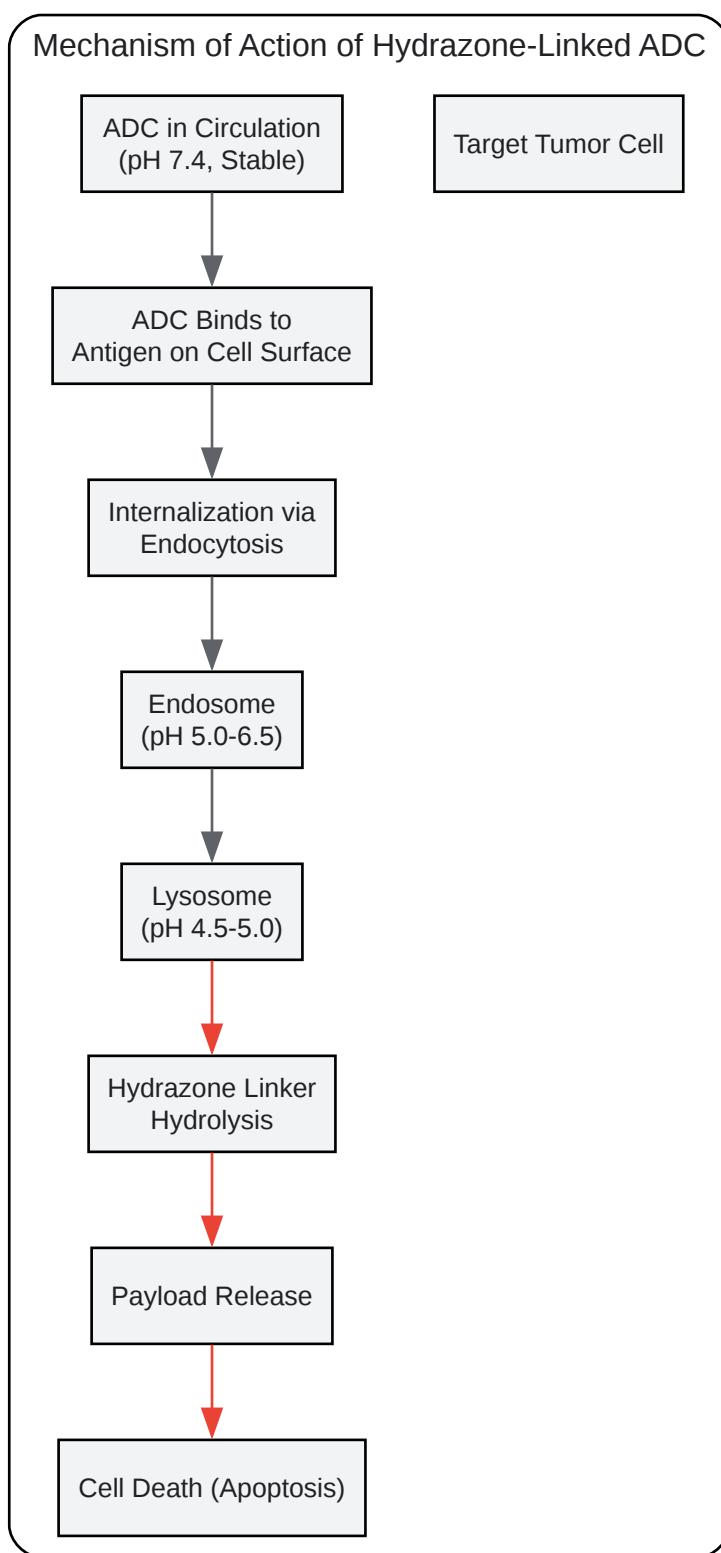 Mechanism of Action of Hydrazone-Linked ADC
ADC in Circulation
(pH 7.4, Stable)
Target Tumor Cell
ADC Binds to
Antigen on Cell Surface
Internalization via
Endocytosis
Endosome
(pH 5.0-6.5)
Lysosome
(pH 4.5-5.0)
Hydrazone Linker
Hydrolysis
Payload Release
Cell Death (Apoptosis)